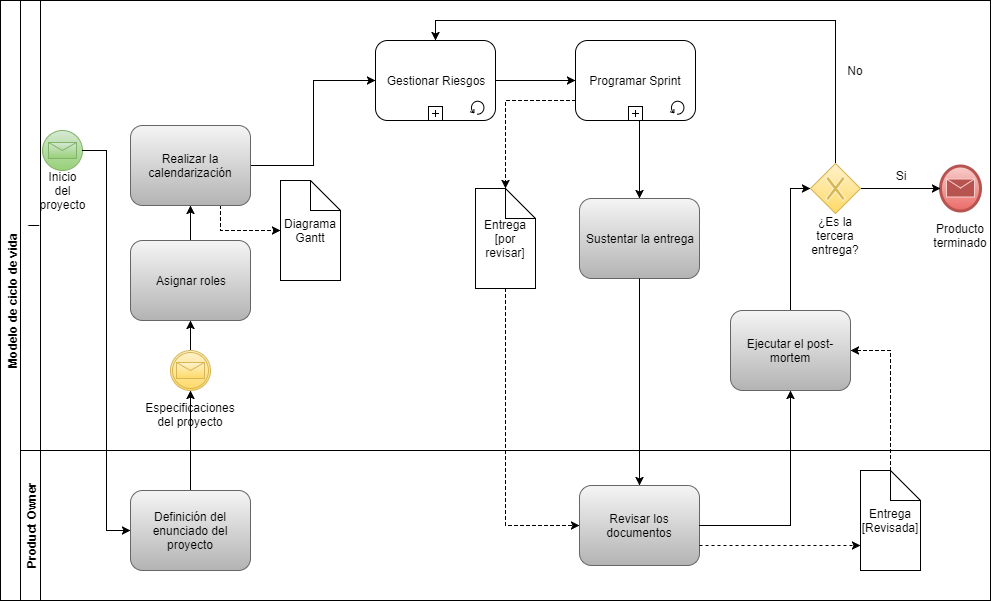 Modelo de ciclo de vida
Product Owner
Inicio
del
proyecto
Realizar la
calendarización
Diagrama
Gantt
Asignar roles
Especificaciones
del proyecto
Definición del
enunciado del
proyecto
Gestionar Riesgos
Programar Sprint
Entrega
[por
revisar]
Sustentar la entrega
Revisar los
documentos
Entrega
[Revisada]
Ejecutar el post-
mortem
¿Es la
tercera
entrega?
No
Si
Producto
terminado